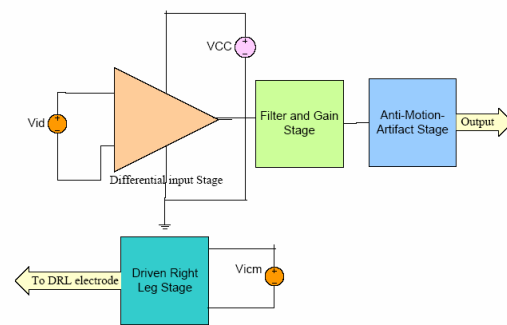 VCC
Vid
Differential input Stage
Filter and Gain
Stage
Anti-Motion-
Artifact Stage
Output
To DRL electrode
Driven Right
Leg Stage
Vicm